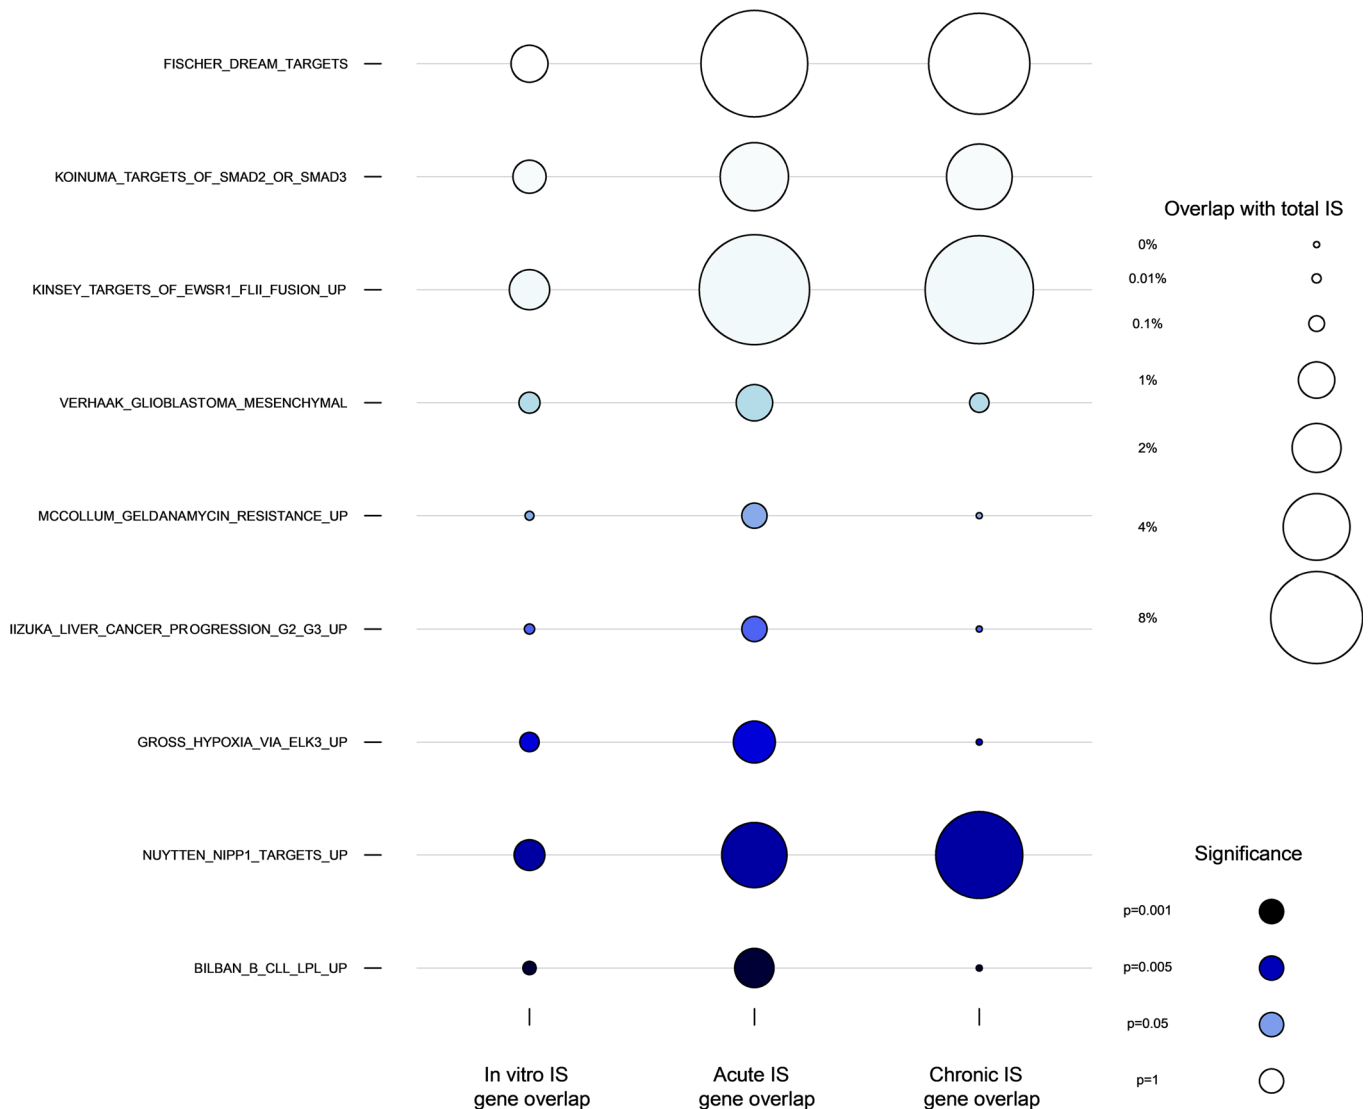 FISCHER_DREAM_TARGETS
KOINUMA_TARGETS_OF_SMAD2_OR_SMAD3
KINSEY_TARGETS_OF_EWSR1_FLII_FUSION_UP
VERHAAK_GLIOBLASTOMA_MESENCHYMAL
MCCOLLUM_GELDANAMYCIN_RESISTANCE_UP
IIZUKA_LIVER_CANCER_PROGRESSION_G2_G3_UP
GROSS_HYPOXIA_VIA_ELK3_UP
NUYTTEN_NIPP1_TARGETS_UP
BILBAN_B_CLL_LPL_UP
In vitro IS
gene overlap
Acute IS
gene overlap
Chronic IS
gene overlap
Overlap with total IS
0%
0.01%
0.1%
1%
2%
4%
8%
Significance
p=0.001
p=0.005
p=0.05
p=1